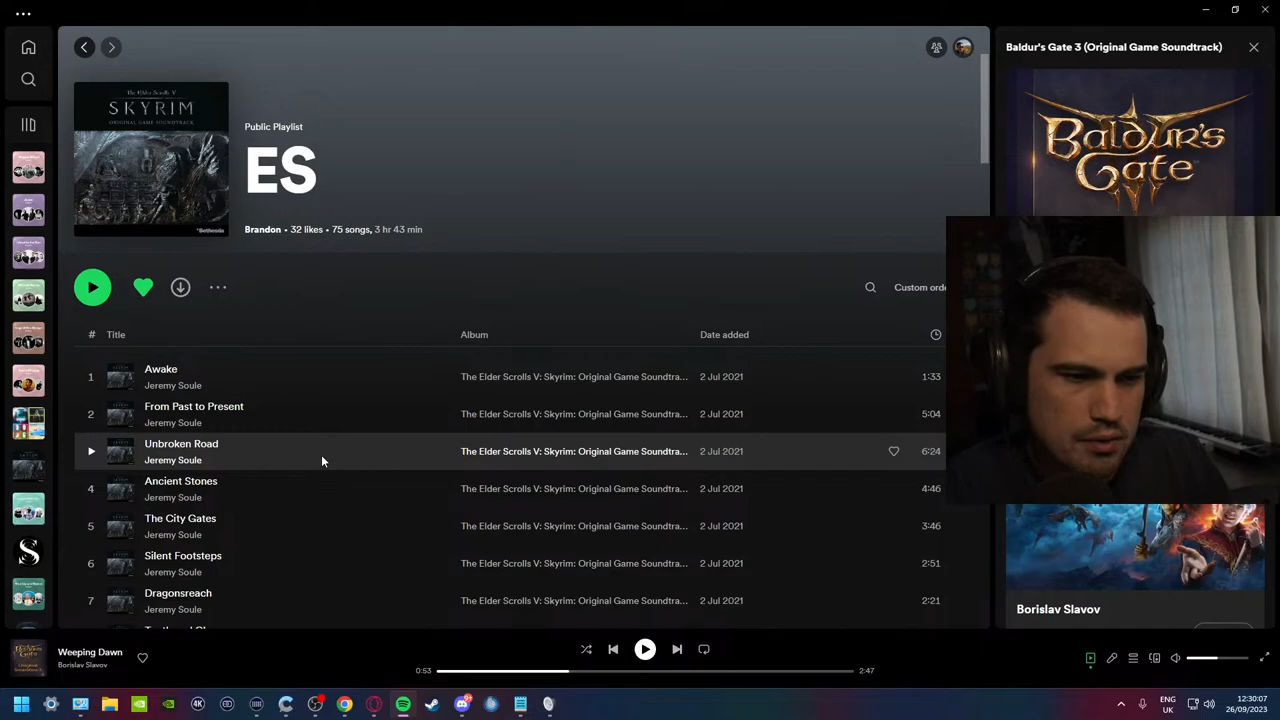 Baldur's Gate 3 (Original Game Soundtrack)
The Elder Scrolls V
SKYRIM
ORIGINAL GAME SOUNDTRACK
Bethesda
BALDUR'S
GATE
Public Playlist
ES
Brandon • 32 likes • 75 songs, 3 hr 43 min
Custom orde
# Title Album Date added
1 Awake The Elder Scrolls V: Skyrim: Original Game Soundtra... 2 Jul 2021 1:33
Jeremy Soule
2 From Past to Present The Elder Scrolls V: Skyrim: Original Game Soundtra... 2 Jul 2021 5:04
Jeremy Soule
Unbroken Road The Elder Scrolls V: Skyrim: Original Game Soundtra... 2 Jul 2021 6:24
Jeremy Soule
4 Ancient Stones The Elder Scrolls V: Skyrim: Original Game Soundtra... 2 Jul 2021 4:46
Jeremy Soule
5 The City Gates The Elder Scrolls V: Skyrim: Original Game Soundtra... 2 Jul 2021 3:46
Jeremy Soule
6 Silent Footsteps The Elder Scrolls V: Skyrim: Original Game Soundtra... 2 Jul 2021 2:51
Jeremy Soule
7 Dragonsreach The Elder Scrolls V: Skyrim: Original Game Soundtra... 2 Jul 2021 2:21
Jeremy Soule
Borislav Slavov
Weeping Dawn
Borislav Slavov
0:53 2:47
ENG 12:30:07
UK 26/09/2023